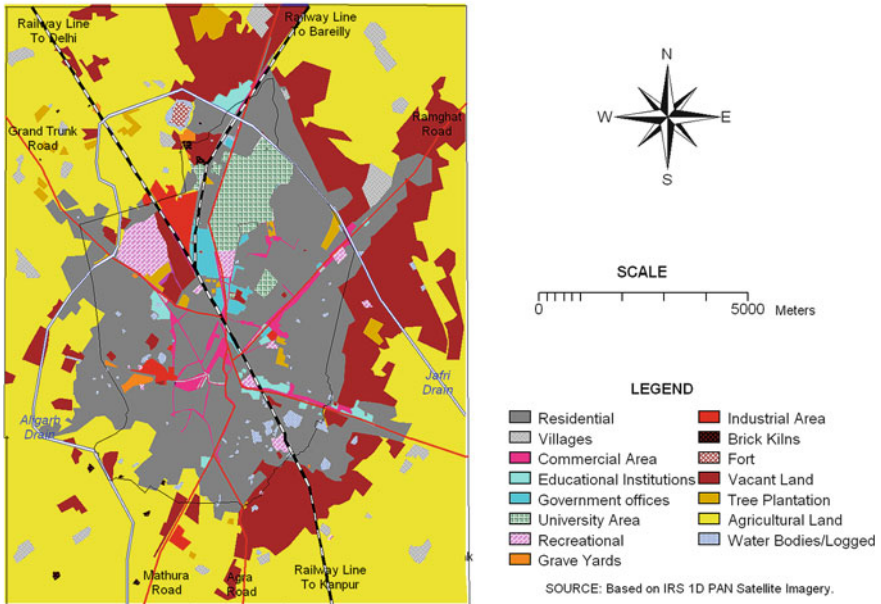 Railway Line
To Delhi
Railway Line
To Bareilly
Grand Trunk
Road
Ramghat
Road
Jafri
Drain
Aligarh
Drain
Mathura
Road
Agra
Road
Railway Line
To Kanpur
k
N
W E
S
SCALE
0 5000 Meters
LEGEND
Residential
Villages
Commercial Area
Educational Institutions
Government offices
University Area
Recreational
Grave Yards
Industrial Area
Brick Kilns
Fort
Vacant Land
Tree Plantation
Agricultural Land
Water Bodies/Logged
SOURCE: Based on IRS 1D PAN Satellite Imagery.